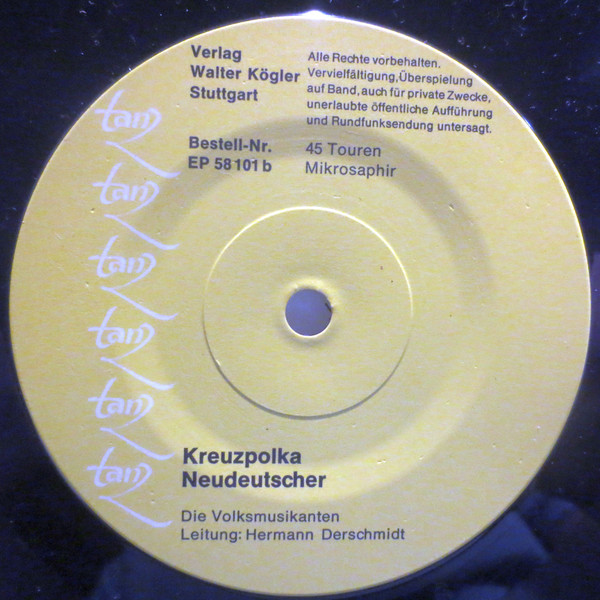 Verlag
Walter Kögler
Stuttgart
Alle Rechte vorbehalten.
Vervielfältigung,Überspielung
auf Band, auch für private Zwecke,
unerlaubte öffentliche Aufführung
und Rundfunksendung untersagt.
Bestell-Nr.
EP 58 101 b
45 Touren
Mikrosaphir
tanz
tanz
tanz
tanz
tanz
tanz
Kreuzpolka
Neudeutscher
Die Volksmusikanten
Leitung: Hermann Derschmidt